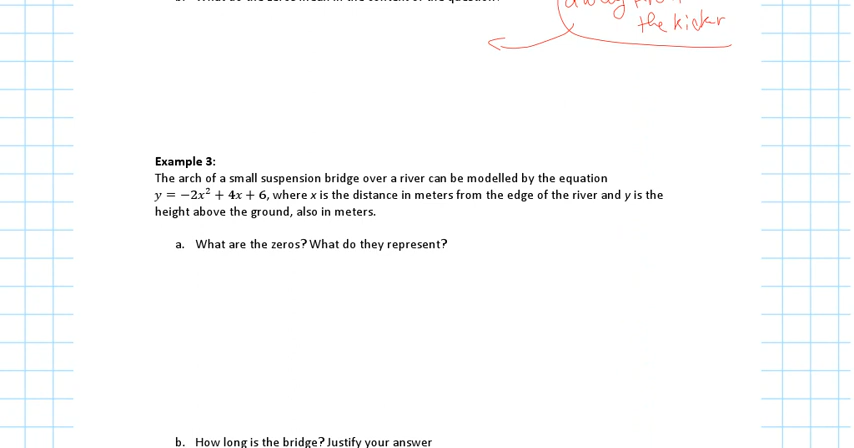 the kicker
Example 3:
The arch of a small suspension bridge over a river can be modelled by the equation
y = −2x² + 4x + 6, where x is the distance in meters from the edge of the river and y is the
height above the ground, also in meters.
a. What are the zeros? What do they represent?
b. How long is the bridge? Justify your answer